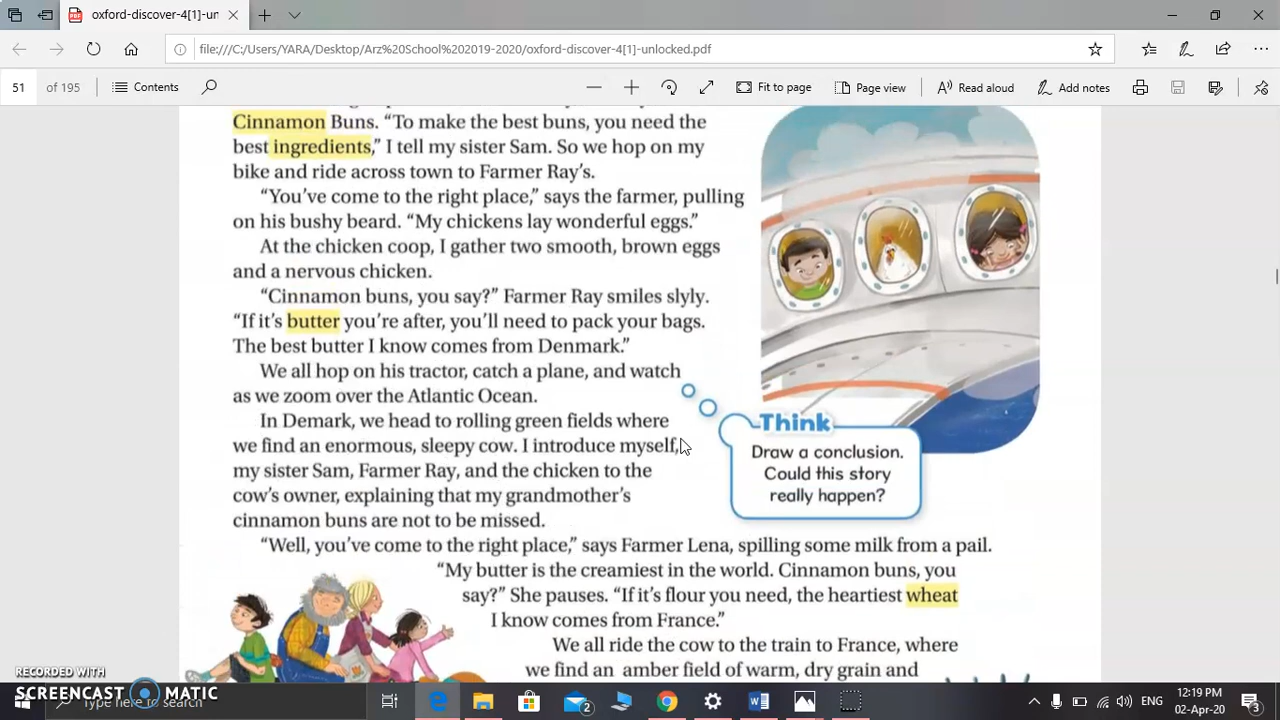 oxford-discover-4[1]-unl
file:///C:/Users/YARA/Desktop/Arz%20School%202019-2020/oxford-discover-4[1]-unlocked.pdf
51 of 195 Contents Fit to page Page view Read aloud Add notes
Cinnamon Buns. “To make the best buns, you need the
best ingredients,” I tell my sister Sam. So we hop on my
bike and ride across town to Farmer Ray’s.
“You’ve come to the right place,” says the farmer, pulling
on his bushy beard. “My chickens lay wonderful eggs.”
At the chicken coop, I gather two smooth, brown eggs
and a nervous chicken.
“Cinnamon buns, you say?” Farmer Ray smiles slyly.
“If it’s butter you’re after, you’ll need to pack your bags.
The best butter I know comes from Denmark.”
We all hop on his tractor, catch a plane, and watch
as we zoom over the Atlantic Ocean.
In Demark, we head to rolling green fields where
we find an enormous, sleepy cow. I introduce myself,
my sister Sam, Farmer Ray, and the chicken to the
cow’s owner, explaining that my grandmother’s
cinnamon buns are not to be missed.
Think
Draw a conclusion.
Could this story
really happen?
“Well, you’ve come to the right place,” says Farmer Lena, spilling some milk from a pail.
“My butter is the creamiest in the world. Cinnamon buns, you
say?” She pauses. “If it’s flour you need, the heartiest wheat
I know comes from France.”
We all ride the cow to the train to France, where
we find an amber field of warm, dry grain and
RECORDED WITH
SCREENCAST MATIC
Type here to search
2
ENG
12:19 PM
02-Apr-20
3